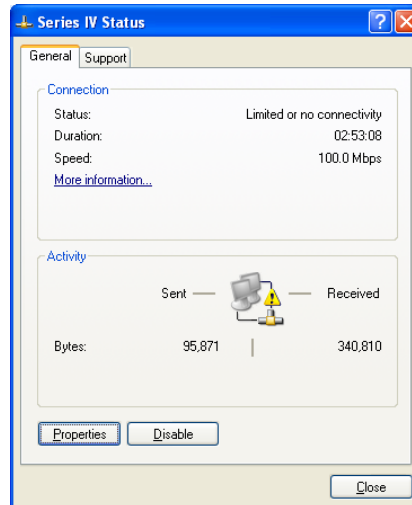 Series IV Status
General Support
Connection
Status: Limited or no connectivity
Duration: 02:53:08
Speed: 100.0 Mbps
More information...
Activity
Sent — — Received
Bytes: 95,871 | 340,810
Properties Disable
Close